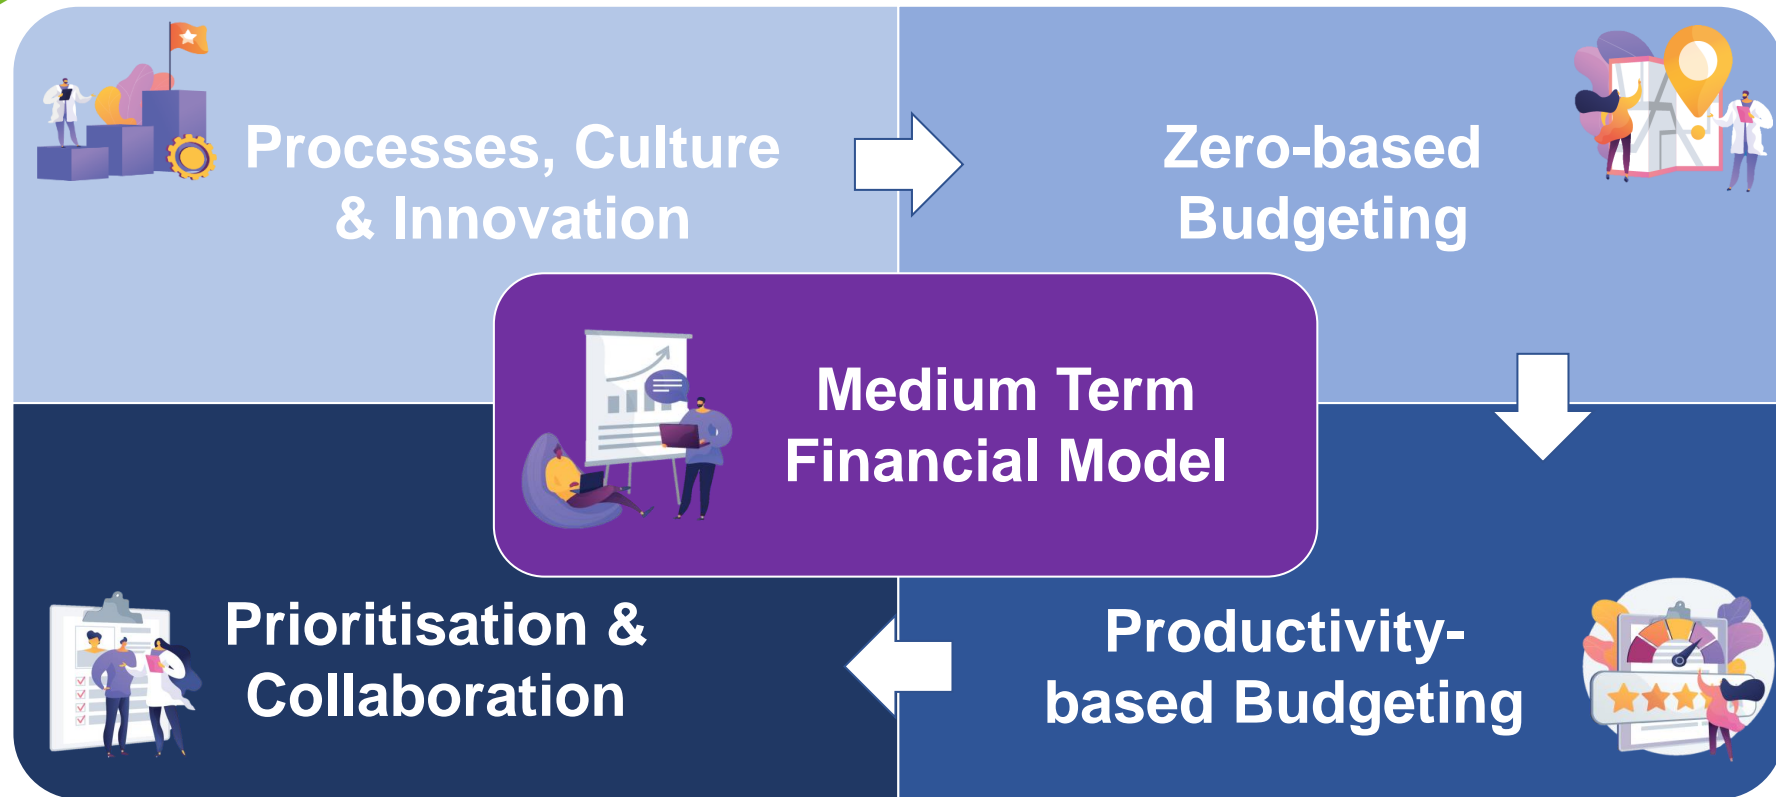 Processes, Culture
& Innovation
Zero-based
Budgeting
Medium Term
Financial Model
Prioritisation &
Collaboration
Productivity-
based Budgeting